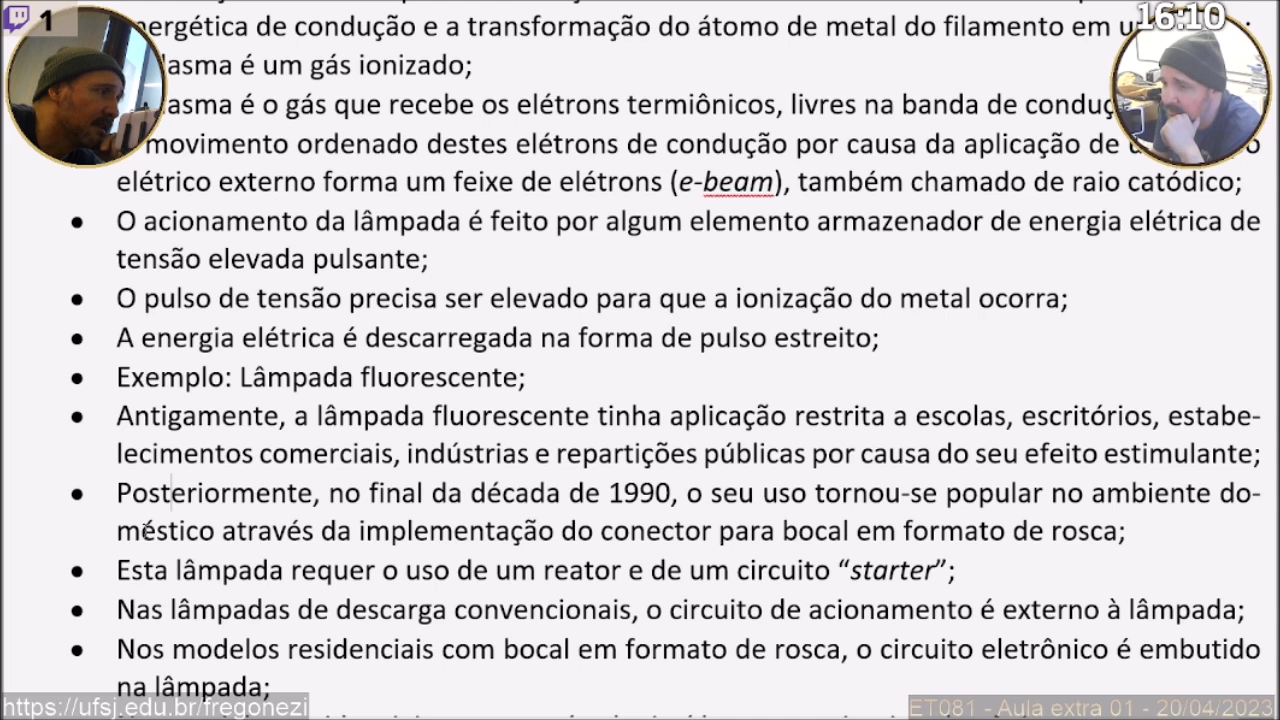 1
16:10
nergética de condução e a transformação do átomo de metal do filamento em
lasma é um gás ionizado;
lasma é o gás que recebe os elétrons termiônicos, livres na banda de
movimento ordenado destes elétrons de condução por causa da aplicação de
elétrico externo forma um feixe de elétrons (e-beam), também chamado de raio catódico;
• O acionamento da lâmpada é feito por algum elemento armazenador de energia elétrica de
tensão elevada pulsante;
• O pulso de tensão precisa ser elevado para que a ionização do metal ocorra;
• A energia elétrica é descarregada na forma de pulso estreito;
• Exemplo: Lâmpada fluorescente;
• Antigamente, a lâmpada fluorescente tinha aplicação restrita a escolas, escritórios, estabe-
lecimentos comerciais, indústrias e repartições públicas por causa do seu efeito estimulante;
• Posteriormente, no final da década de 1990, o seu uso tornou-se popular no ambiente do-
méstico através da implementação do conector para bocal em formato de rosca;
• Esta lâmpada requer o uso de um reator e de um circuito “starter”;
• Nas lâmpadas de descarga convencionais, o circuito de acionamento é externo à lâmpada;
• Nos modelos residenciais com bocal em formato de rosca, o circuito eletrônico é embutido
na lâmpada;
https://ufsj.edu.br/fregonezi
ET081 - Aula extra 01 - 20/04/2023